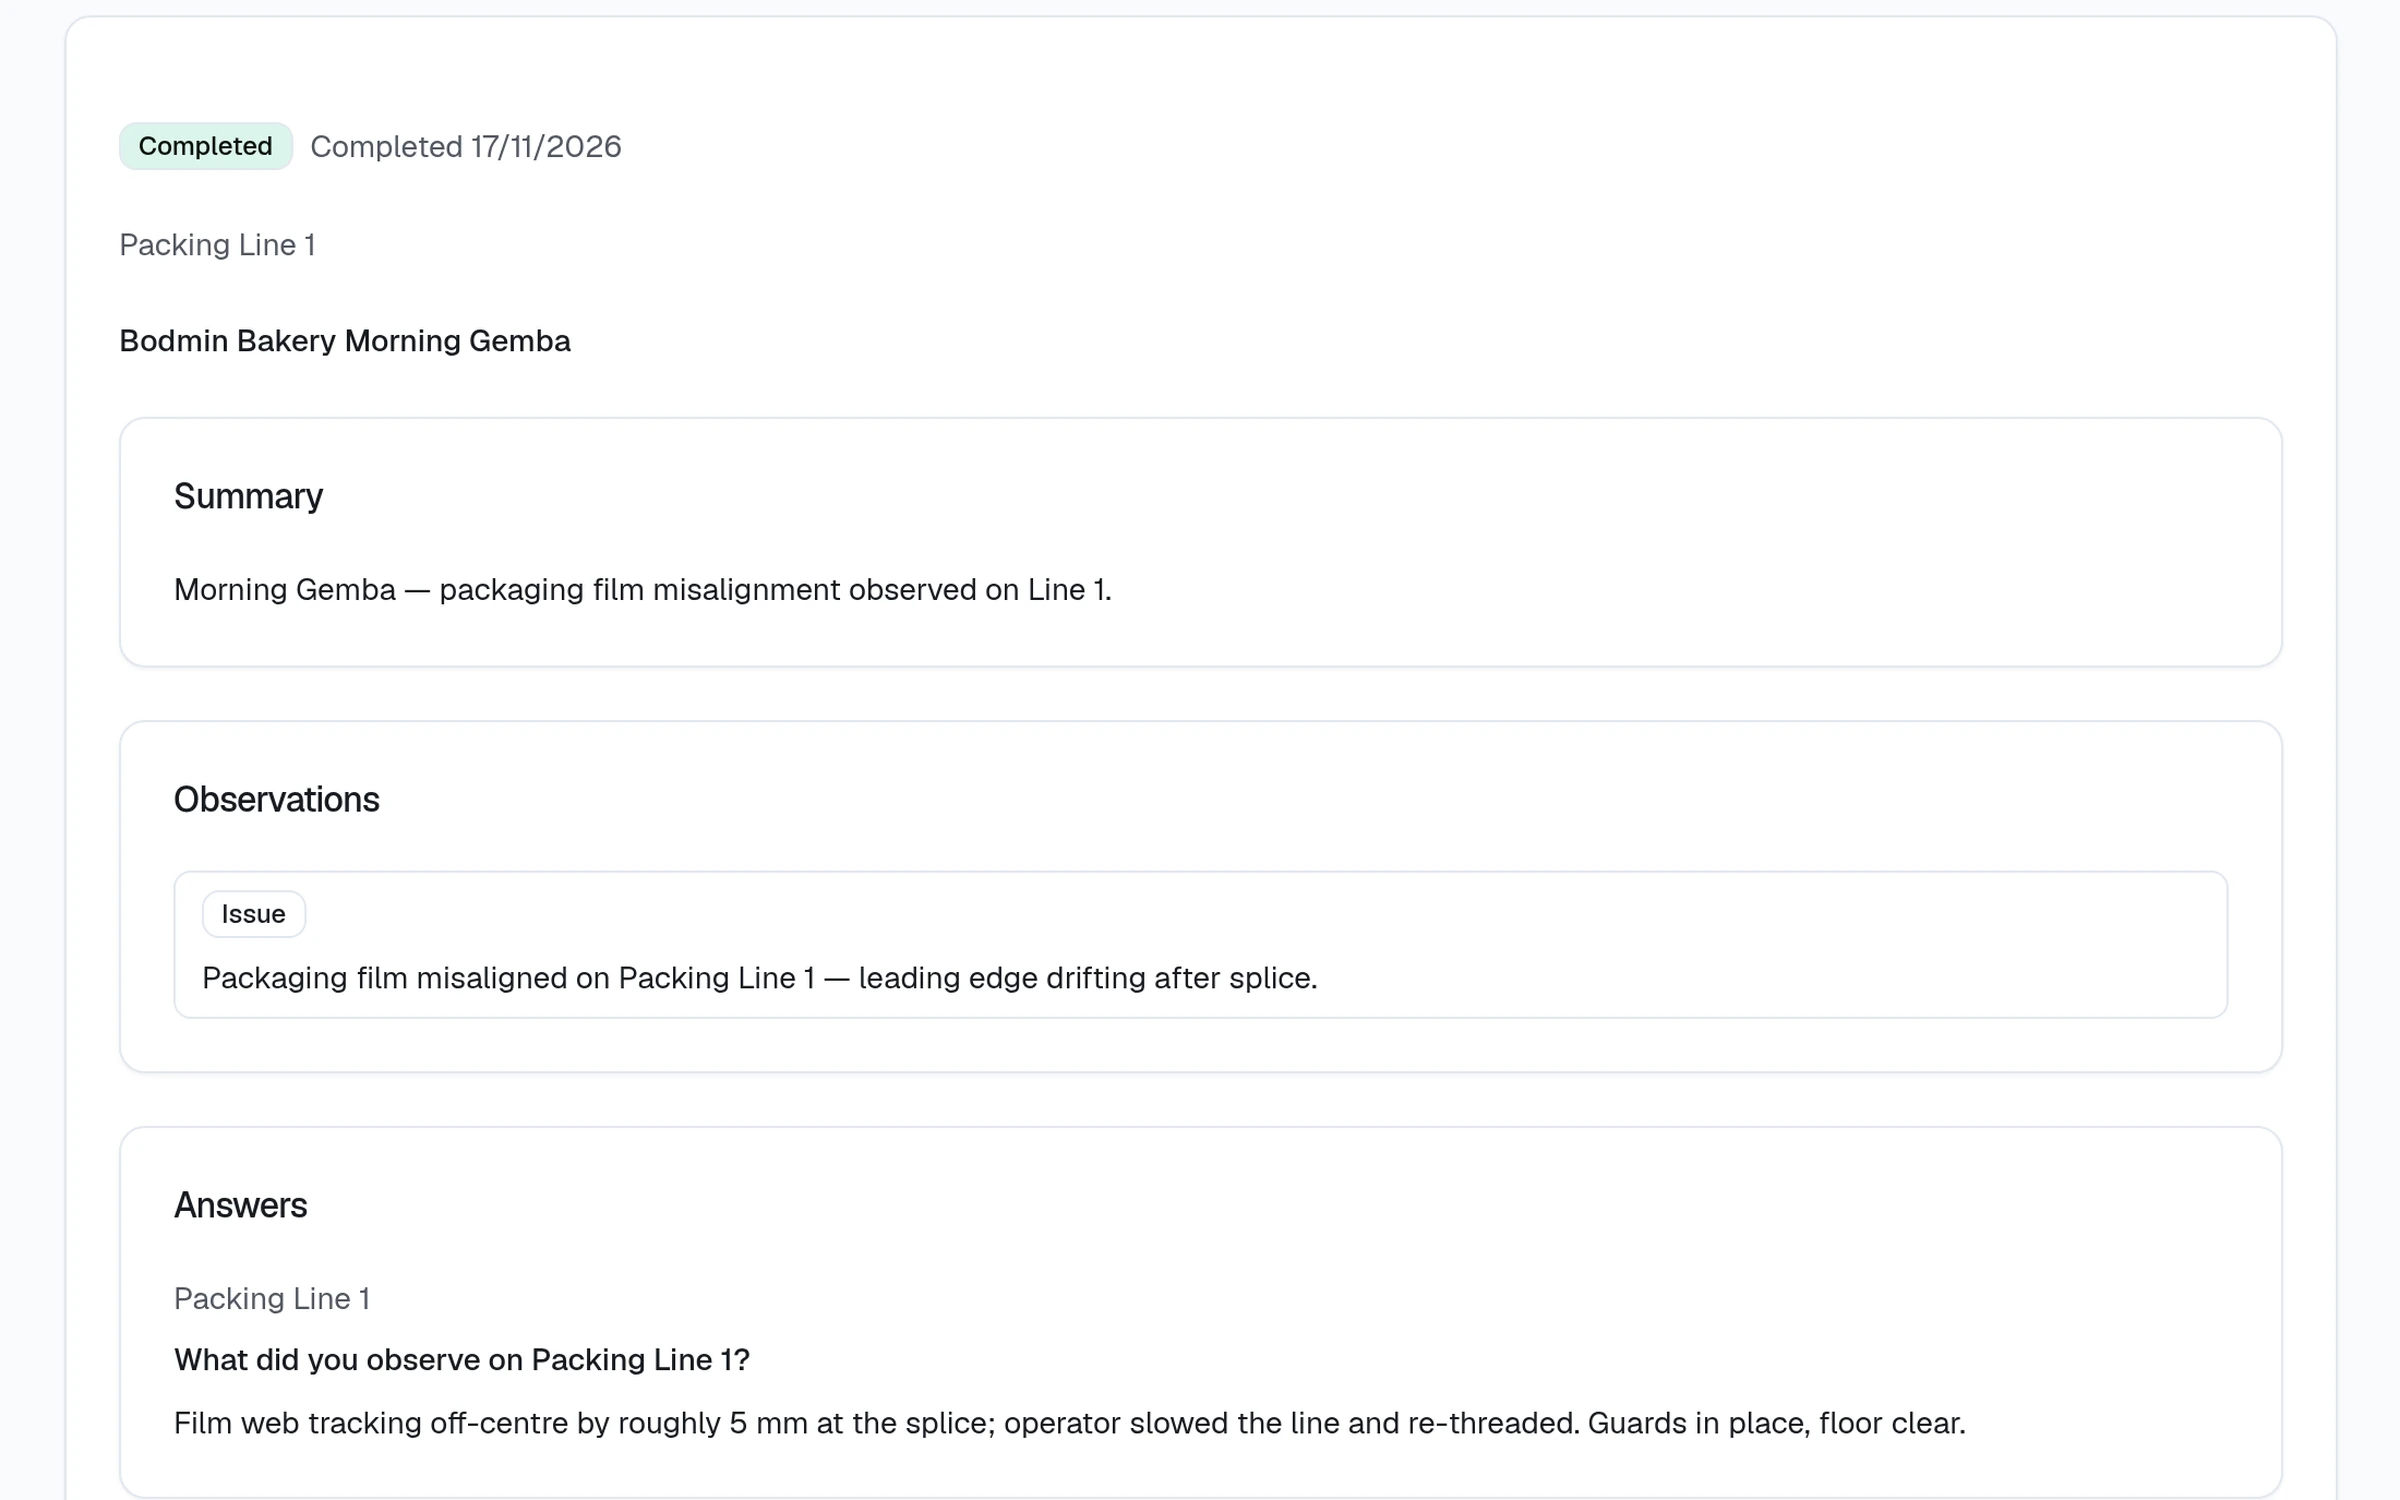 Completed Completed 17/11/2026
Packing Line 1
Bodmin Bakery Morning Gemba
Summary
Morning Gemba — packaging film misalignment observed on Line 1.
Observations
Issue
Packaging film misaligned on Packing Line 1 — leading edge drifting after splice.
Answers
Packing Line 1
What did you observe on Packing Line 1?
Film web tracking off-centre by roughly 5 mm at the splice; operator slowed the line and re-threaded. Guards in place, floor clear.